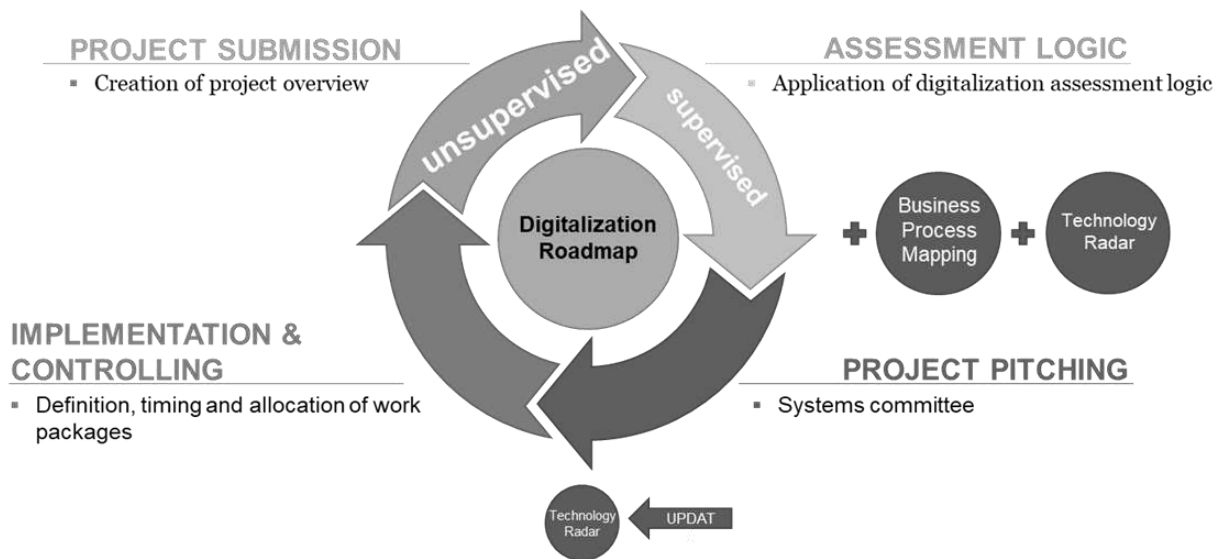 PROJECT SUBMISSION
▪ Creation of project overview
unsupervised
supervised
ASSESSMENT LOGIC
▪ Application of digitalization assessment logic
Digitalization
Roadmap
+
Business
Process
Mapping
+
Technology
Radar
IMPLEMENTATION &
CONTROLLING
▪ Definition, timing and allocation of work
packages
PROJECT PITCHING
▪ Systems committee
Technology
Radar
UPDAT